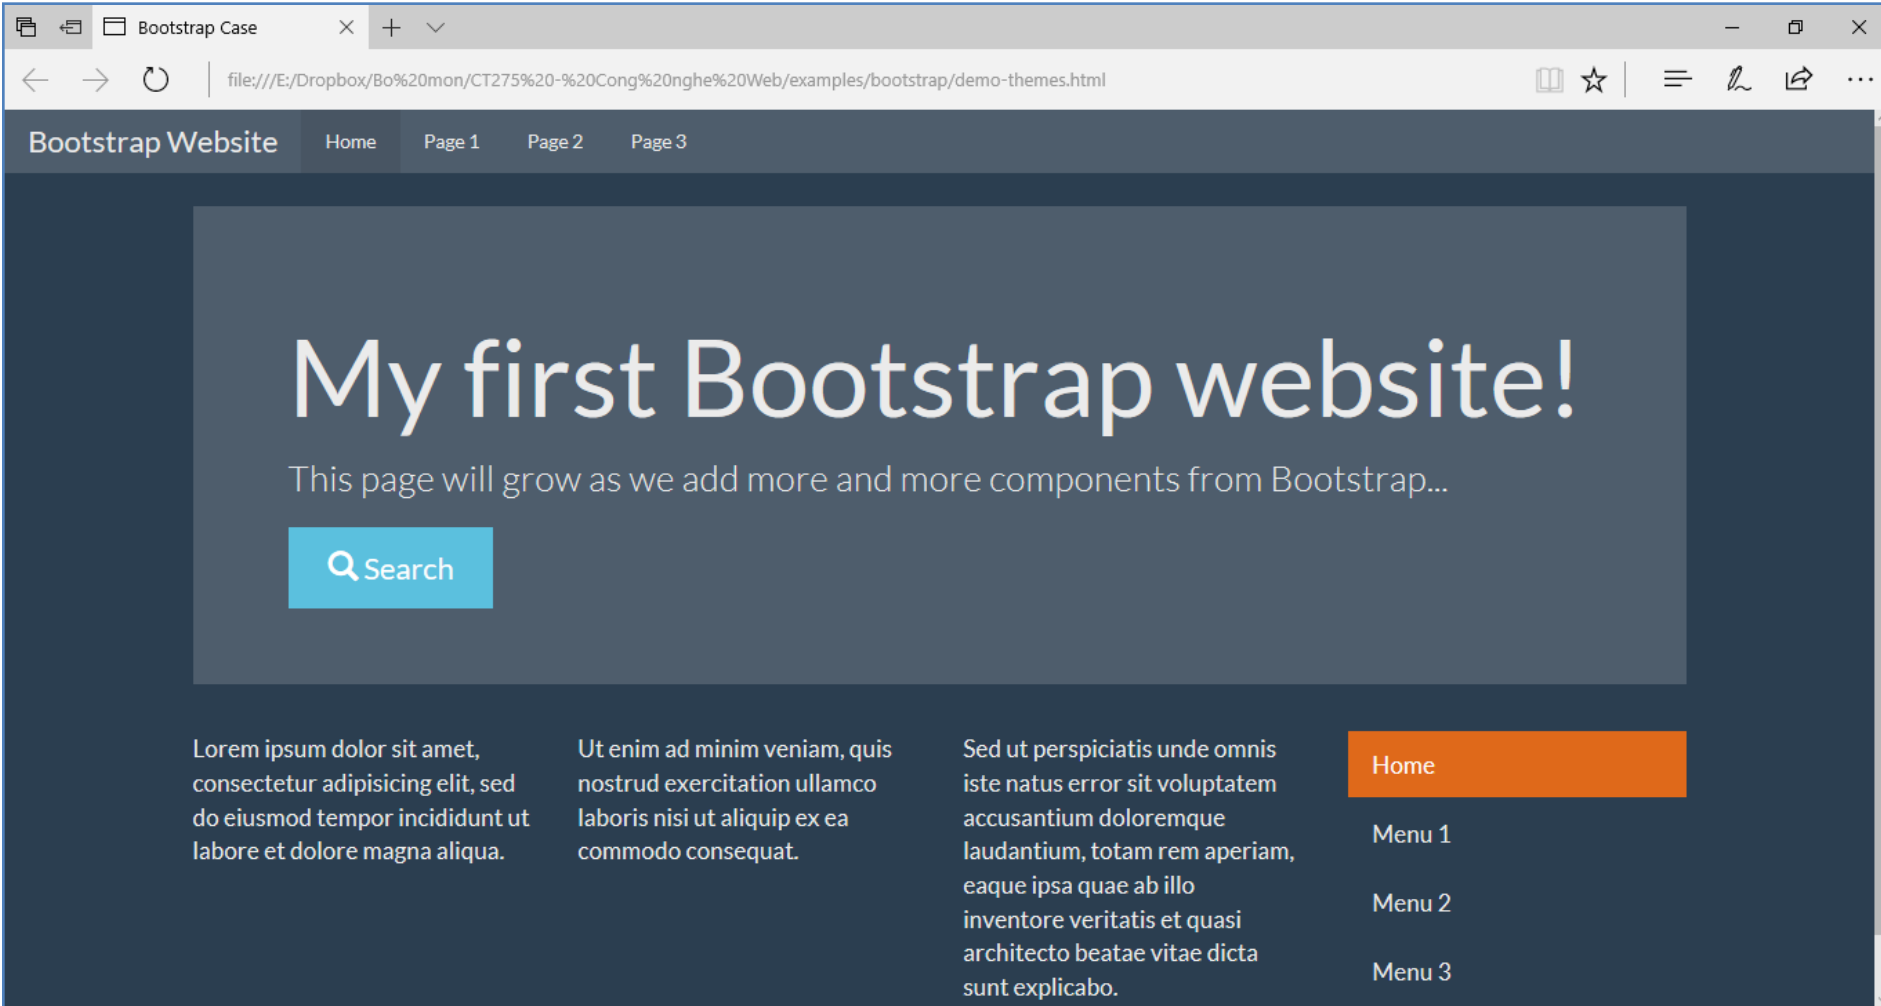 Bootstrap Case
file:///E:/Dropbox/Bo%20mon/CT275%20-%20Cong%20nghe%20Web/examples/bootstrap/demo-themes.html
Bootstrap Website Home Page 1 Page 2 Page 3
My first Bootstrap website!
This page will grow as we add more and more components from Bootstrap...
Search
Lorem ipsum dolor sit amet,
consectetur adipisicing elit, sed
do eiusmod tempor incididunt ut
labore et dolore magna aliqua.
Ut enim ad minim veniam, quis
nostrud exercitation ullamco
laboris nisi ut aliquip ex ea
commodo consequat.
Sed ut perspiciatis unde omnis
iste natus error sit voluptatem
accusantium doloremque
laudantium, totam rem aperiam,
eaque ipsa quae ab illo
inventore veritatis et quasi
architecto beatae vitae dicta
sunt explicabo.
Home
Menu 1
Menu 2
Menu 3